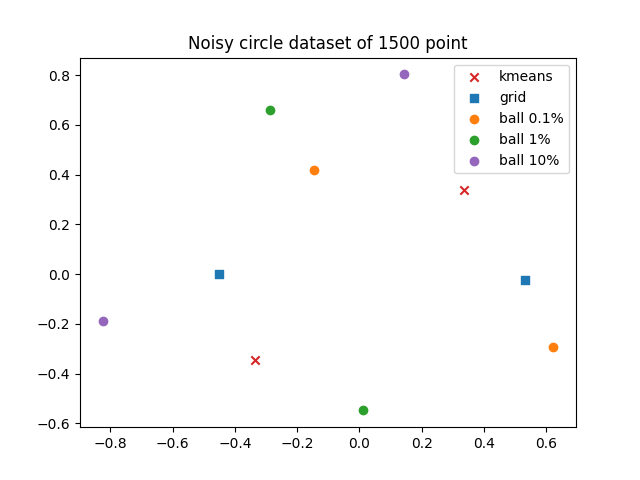 Noisy circle dataset of 1500 point
kmeans
grid
ball 0.1%
ball 1%
ball 10%
0.8
0.6
0.4
0.2
0.0
−0.2
−0.4
−0.6
−0.8 −0.6 −0.4 −0.2 0.0 0.2 0.4 0.6